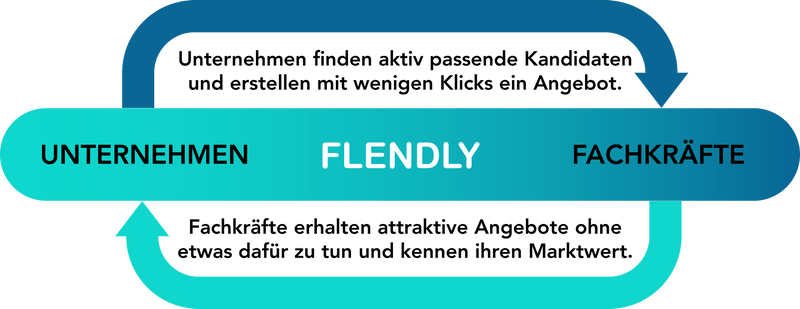 Unternehmen finden aktiv passende Kandidaten
und erstellen mit wenigen Klicks ein Angebot.
UNTERNEHMEN FLENDLY FACHKRÄFTE
Fachkräfte erhalten attraktive Angebote ohne
etwas dafür zu tun und kennen ihren Marktwert.